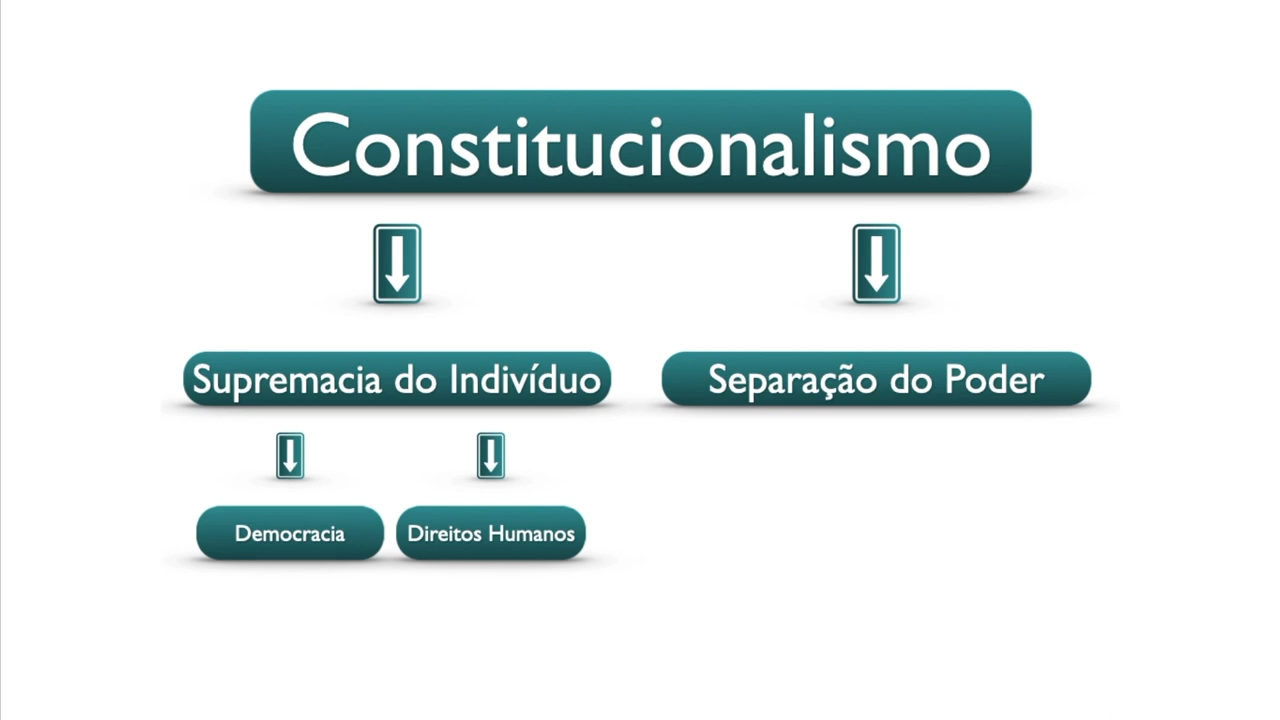 Constitucionalismo
Supremacia do Indivíduo
Separação do Poder
Democracia
Direitos Humanos